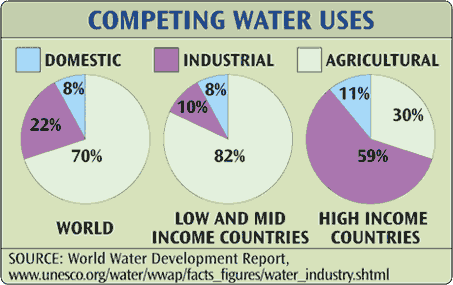 COMPETING WATER USES
DOMESTIC INDUSTRIAL AGRICULTURAL
8%
22%
70%
8%
10%
82%
11%
30%
59%
WORLD
LOW AND MID
INCOME COUNTRIES
HIGH INCOME
COUNTRIES
SOURCE: World Water Development Report,
www.unesco.org/water/wwap/facts_figures/water_industry.shtml